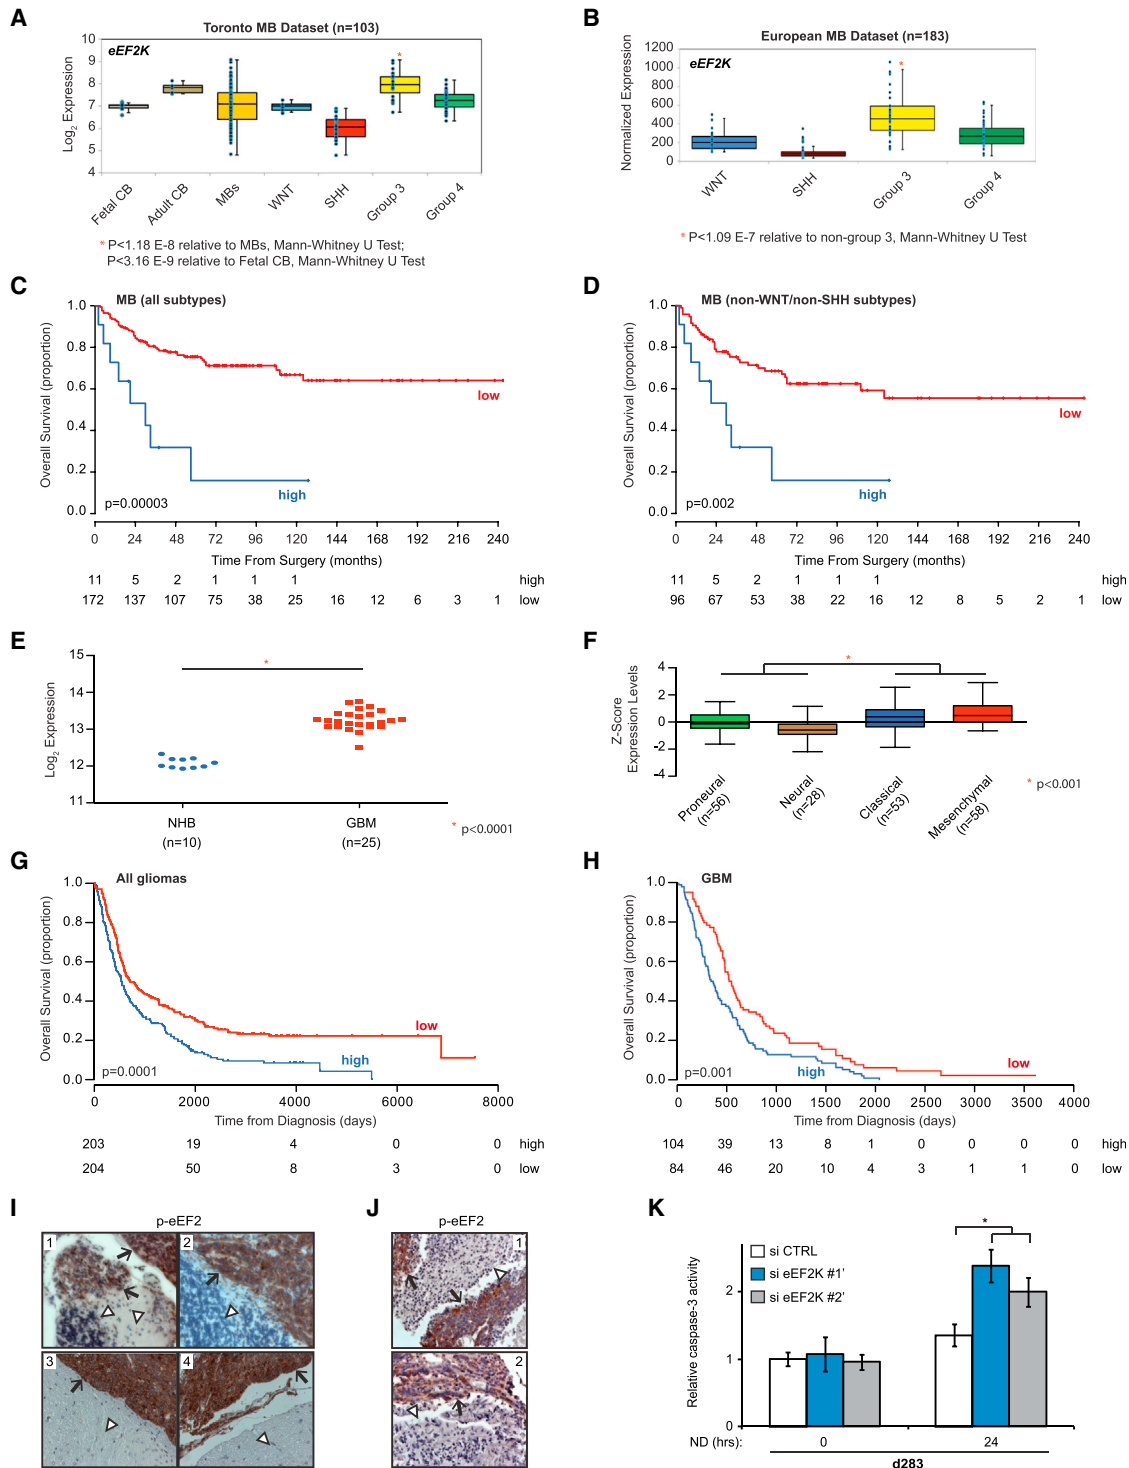 A
Toronto MB Dataset (n=103)
eEF2K
Log2 Expression
10
9
8
7
6
5
4
Fetal CB
Adult CB
MBs
WNT
SHH
Group 3
Group 4
* P<1.18 E-8 relative to MBs, Mann-Whitney U Test;
P<3.16 E-9 relative to Fetal CB, Mann-Whitney U Test
B
European MB Dataset (n=183)
eEF2K
Normalized Expression
1200
1000
800
600
400
200
0
WNT
SHH
Group 3
Group 4
* P<1.09 E-7 relative to non-group 3, Mann-Whitney U Test
C
MB (all subtypes)
Overall Survival (proportion)
1.0
0.8
0.6
0.4
0.2
0.0
low
high
p=0.00003
0 24 48 72 96 120 144 168 192 216 240
Time From Surgery (months)
11 5 2 1 1 1 high
172 137 107 75 38 25 16 12 6 3 1 low
D
MB (non-WNT/non-SHH subtypes)
Overall Survival (proportion)
1.0
0.8
0.6
0.4
0.2
0.0
low
high
p=0.002
0 24 48 72 96 120 144 168 192 216 240
Time From Surgery (months)
11 5 2 1 1 1 high
96 67 53 38 22 16 12 8 5 2 1 low
E
Log2 Expression
15
14
13
12
11
*
NHB
(n=10)
GBM
(n=25)
* p<0.0001
F
Z-Score
Expression Levels
4
2
0
-2
-4
*
Proneural
(n=56)
Neural
(n=28)
Classical
(n=53)
Mesenchymal
(n=58)
* p<0.001
G
All gliomas
Overall Survival (proportion)
1.0
0.8
0.6
0.4
0.2
0.0
low
high
p=0.0001
0 2000 4000 6000 8000
Time from Diagnosis (days)
203 19 4 0 0 high
204 50 8 3 0 low
H
GBM
Overall Survival (proportion)
1.0
0.8
0.6
0.4
0.2
0.0
low
high
p=0.001
0 500 1000 1500 2000 2500 3000 3500 4000
Time from Diagnosis (days)
104 39 13 8 1 0 0 0 0 high
84 46 20 10 4 3 1 1 0 low
I
p-eEF2
1
2
3
4
J
p-eEF2
1
2
K
Relative caspase-3 activity
2
1
0
si CTRL
si eEF2K #1'
si eEF2K #2'
*
ND (hrs): 0 24
d283